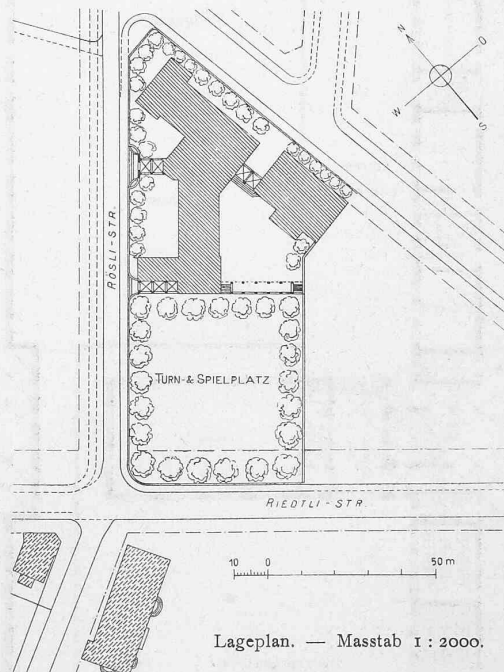 N
O
W
S
RÖSLI-STR.
TURN-& SPIELPLATZ
RIEDTLI-STR.
10 0 50 m
Lageplan. — Masstab 1 : 2000.